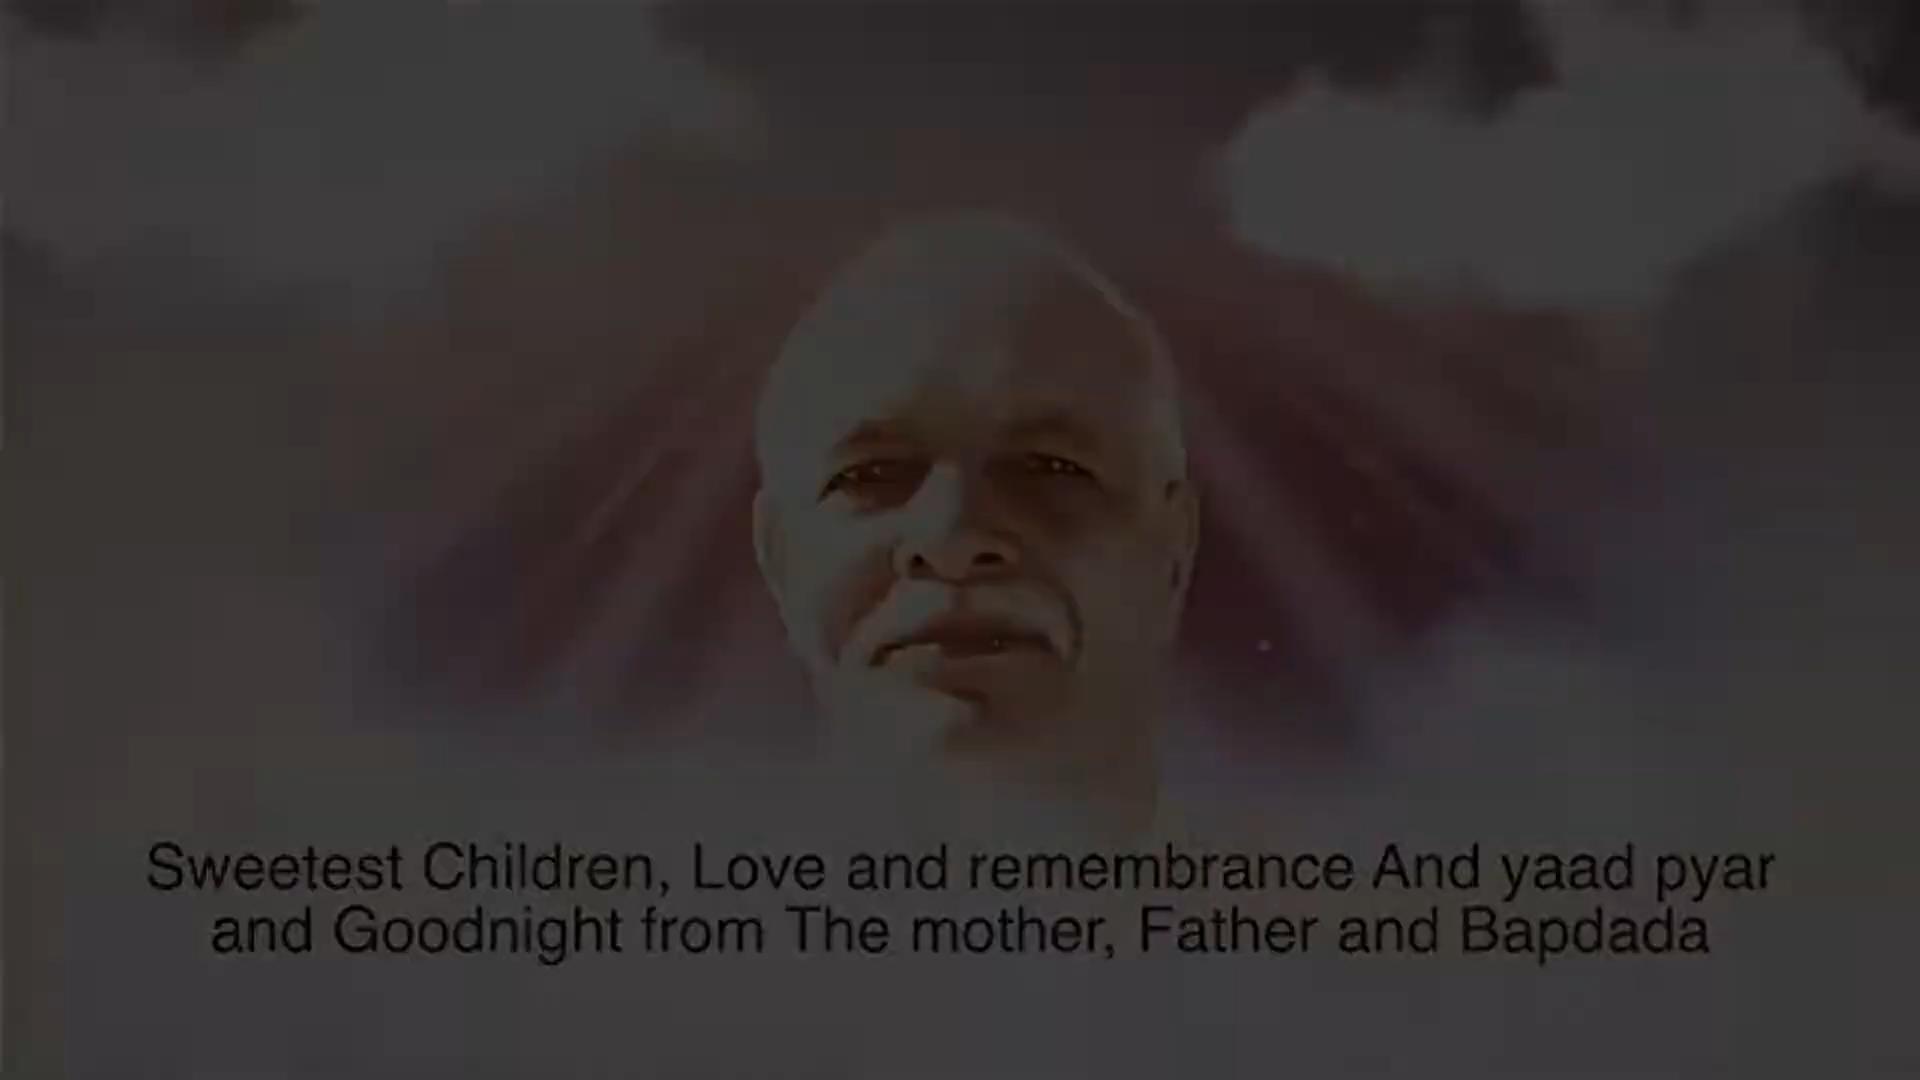 Sweetest Children, Love and remembrance And yaad pyar
and Goodnight from The mother, Father and Bapdada